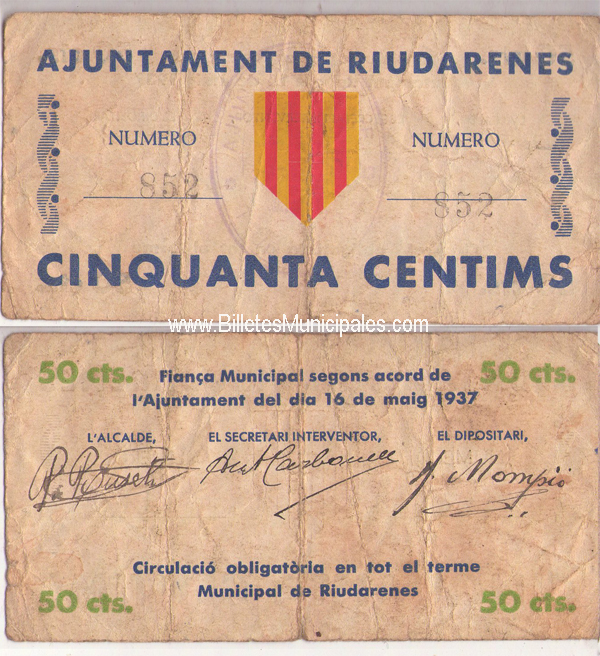 AJUNTAMENT DE RIUDARENES
NUMERO NUMERO
852 852
CINQUANTA CENTIMS
www.BilletesMunicipales.com
50 cts. 50 cts.
Fiança Municipal segons acord de
l'Ajuntament del dia 16 de maig 1937
L'ALCALDE, EL SECRETARI INTERVENTOR, EL DIPOSITARI,
J. Mompió
Circulació obligatòria en tot el terme
Municipal de Riudarenes
50 cts. 50 cts.